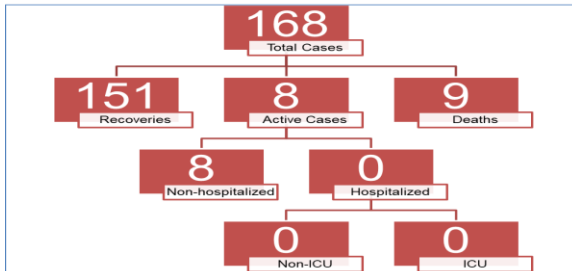 168
Total Cases
151
Recoveries
8
Active Cases
9
Deaths
8
Non-hospitalized
0
Hospitalized
0
Non-ICU
0
ICU